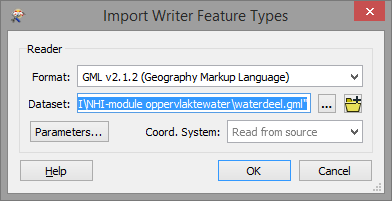 Import Writer Feature Types
Reader
Format: GML v2.1.2 (Geography Markup Language)
Dataset: I\NHI-module oppervlaktewater\waterdeel.gml" ...
Parameters... Coord. System: Read from source
Help OK Cancel